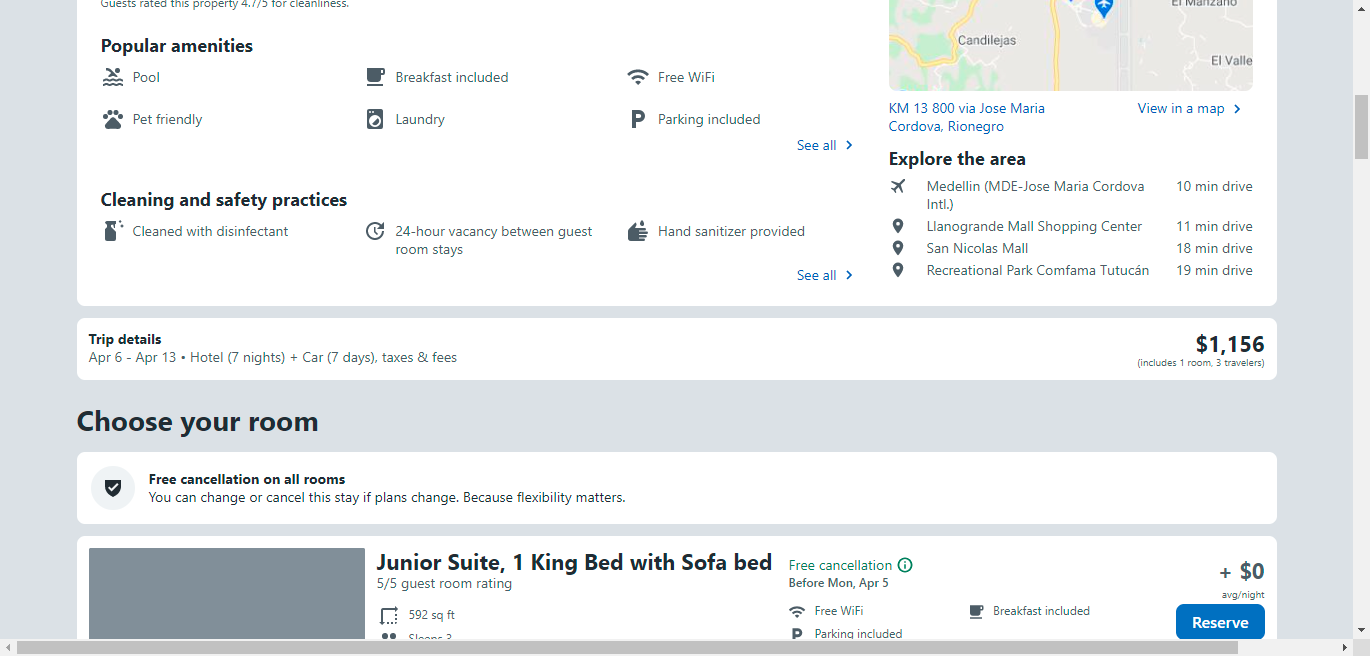 Guests rated this property 4.7/5 for cleanliness.
Popular amenities
Pool
Breakfast included
Free WiFi
Pet friendly
Laundry
Parking included
See all
Cleaning and safety practices
Cleaned with disinfectant
24-hour vacancy between guest
room stays
Hand sanitizer provided
See all
El Manzano
Candilejas
El Valle
KM 13 800 via Jose Maria
Cordova, Rionegro
View in a map
Explore the area
Medellin (MDE-Jose Maria Cordova
Intl.)
10 min drive
Llanogrande Mall Shopping Center
11 min drive
San Nicolas Mall
18 min drive
Recreational Park Comfama Tutucán
19 min drive
Trip details
Apr 6 - Apr 13 • Hotel (7 nights) + Car (7 days), taxes & fees
$1,156
(includes 1 room, 3 travelers)
Choose your room
Free cancellation on all rooms
You can change or cancel this stay if plans change. Because flexibility matters.
Junior Suite, 1 King Bed with Sofa bed
5/5 guest room rating
592 sq ft
Sleeps 3
Free cancellation
Before Mon, Apr 5
Free WiFi
Breakfast included
P Parking included
+ $0
avg/night
Reserve